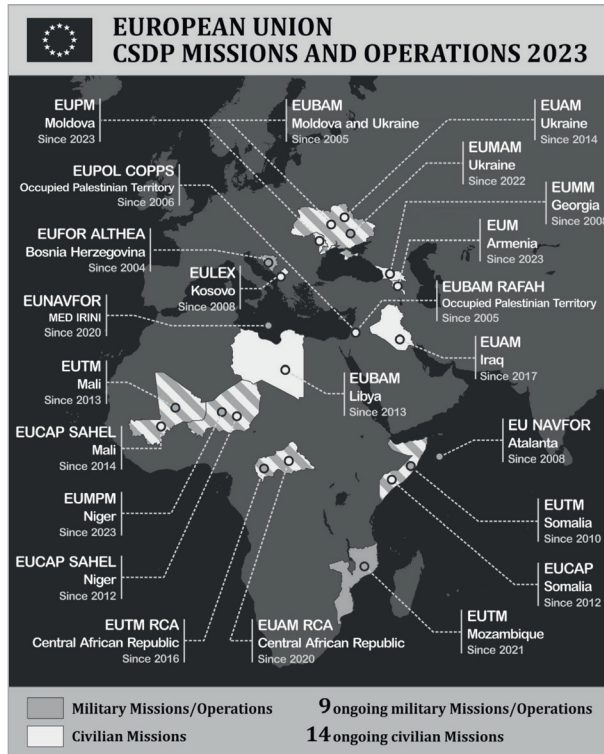 EUROPEAN UNION
CSDP MISSIONS AND OPERATIONS 2023
EUPM
Moldova
Since 2023
EUBAM
Moldova and Ukraine
Since 2005
EUAM
Ukraine
Since 2014
EUPOL COPPS
Occupied Palestinian Territory
Since 2006
EUMAM
Ukraine
Since 2022
EUMM
Georgia
Since 2008
EUFOR ALTHEA
Bosnia Herzegovina
Since 2004
EULEX
Kosovo
Since 2008
EUM
Armenia
Since 2023
EUNAVFOR
MED IRINI
Since 2020
EUBAM RAFAH
Occupied Palestinian Territory
Since 2005
EUAM
Iraq
Since 2017
EUTM
Mali
Since 2013
EUBAM
Libya
Since 2013
EUCAP SAHEL
Mali
Since 2014
EU NAVFOR
Atalanta
Since 2008
EUMPM
Niger
Since 2023
EUTM
Somalia
Since 2010
EUCAP SAHEL
Niger
Since 2012
EUCAP
Somalia
Since 2012
EUTM RCA
Central African Republic
Since 2016
EUAM RCA
Central African Republic
Since 2020
EUTM
Mozambique
Since 2021
Military Missions/Operations
9 ongoing military Missions/Operations
Civilian Missions
14 ongoing civilian Missions